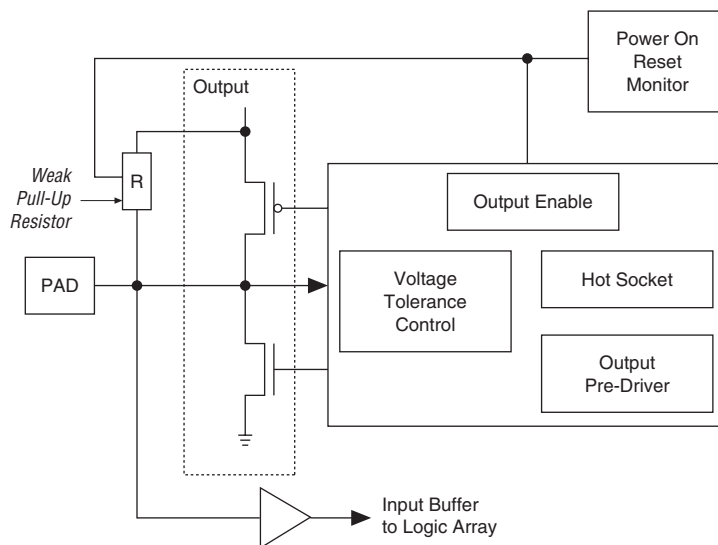 Power On
Reset
Monitor
Output
Weak
Pull-Up
Resistor
R
Output Enable
PAD
Voltage
Tolerance
Control
Hot Socket
Output
Pre-Driver
Input Buffer
to Logic Array